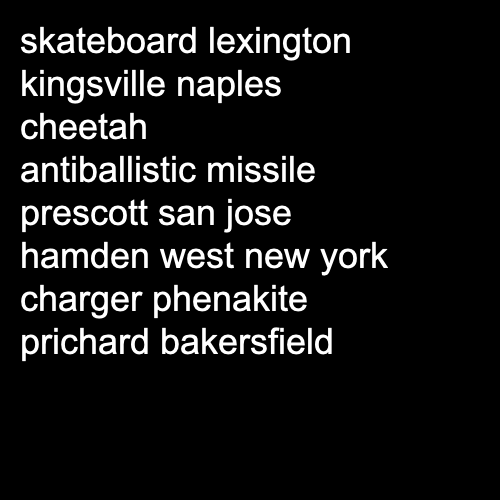 skateboard lexington
kingsville naples
cheetah
antiballistic missile
prescott san jose
hamden west new york
charger phenakite
prichard bakersfield